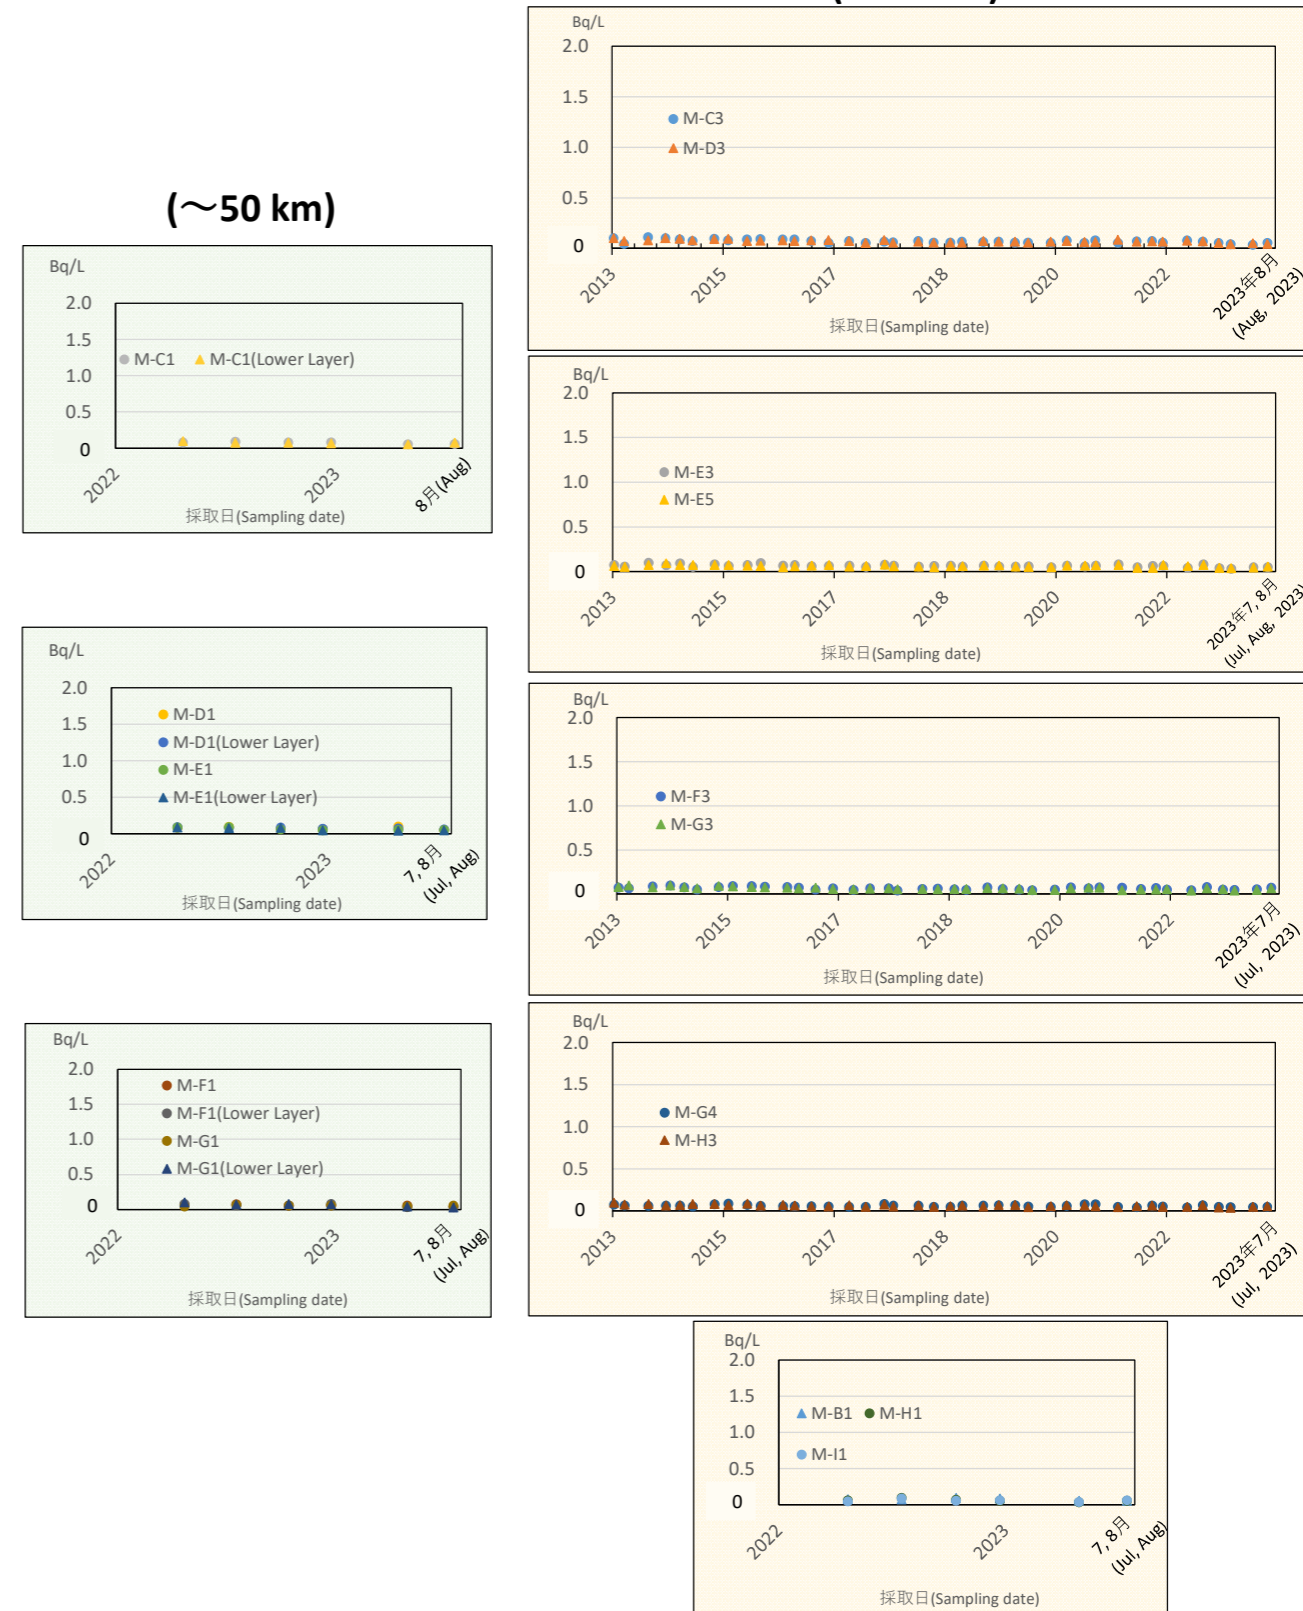 (～50 km)
Bq/L
2.0
1.5
1.0
0.5
0
M-C1
M-C1(Lower Layer)
2022
2023
8月(Aug)
採取日(Sampling date)
Bq/L
2.0
1.5
1.0
0.5
0
M-D1
M-D1(Lower Layer)
M-E1
M-E1(Lower Layer)
2022
2023
7, 8月
(Jul, Aug)
採取日(Sampling date)
Bq/L
2.0
1.5
1.0
0.5
0
M-F1
M-F1(Lower Layer)
M-G1
M-G1(Lower Layer)
2022
2023
7, 8月
(Jul, Aug)
採取日(Sampling date)
Bq/L
2.0
1.5
1.0
0.5
0
M-C3
M-D3
2013
2015
2017
2018
2020
2022
2023年8月
(Aug, 2023)
採取日(Sampling date)
Bq/L
2.0
1.5
1.0
0.5
0
M-E3
M-E5
2013
2015
2017
2018
2020
2022
2023年7, 8月
(Jul, Aug, 2023)
採取日(Sampling date)
Bq/L
2.0
1.5
1.0
0.5
0
M-F3
M-G3
2013
2015
2017
2018
2020
2022
2023年7月
(Jul, 2023)
採取日(Sampling date)
Bq/L
2.0
1.5
1.0
0.5
0
M-G4
M-H3
2013
2015
2017
2018
2020
2022
2023年7月
(Jul, 2023)
採取日(Sampling date)
Bq/L
2.0
1.5
1.0
0.5
0
M-B1
M-H1
M-I1
2022
2023
7, 8月
(Jul, Aug)
採取日(Sampling date)